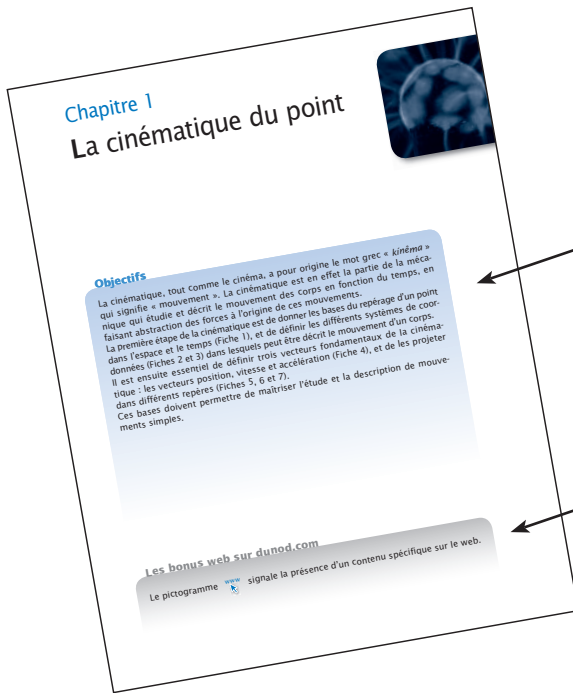 Chapitre 1
La cinématique du point
Objectifs
La cinématique, tout comme le cinéma, a pour origine le mot grec « kinêma »
qui signifie « mouvement ». La cinématique est en effet la partie de la méca-
nique qui étudie et décrit le mouvement des corps en fonction du temps, en
faisant abstraction des forces à l'origine de ces mouvements.
La première étape de la cinématique est de donner les bases du repérage d'un point
dans l'espace et le temps (Fiche 1), et de définir les différents systèmes de coor-
données (Fiches 2 et 3) dans lesquels peut être décrit le mouvement d'un corps.
Il est ensuite essentiel de définir trois vecteurs fondamentaux de la cinéma-
tique : les vecteurs position, vitesse et accélération (Fiche 4), et de les projeter
dans différents repères (Fiches 5, 6 et 7).
Ces bases doivent permettre de maîtriser l'étude et la description de mouve-
ments simples.
Les bonus web sur dunod.com
Le pictogramme www signale la présence d'un contenu spécifique sur le web.